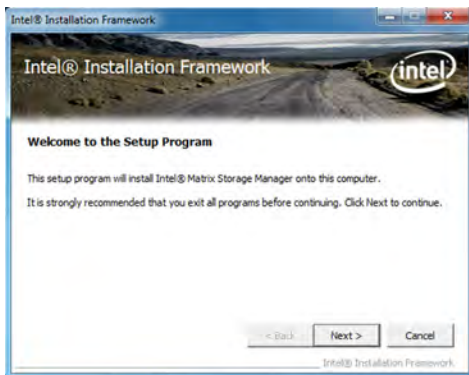 Intel® Installation Framework
Intel® Installation Framework
intel
Welcome to the Setup Program
This setup program will install Intel® Matrix Storage Manager onto this computer.
It is strongly recommended that you exit all programs before continuing. Click Next to continue.
< Back
Next >
Cancel
Intel® Installation Framework